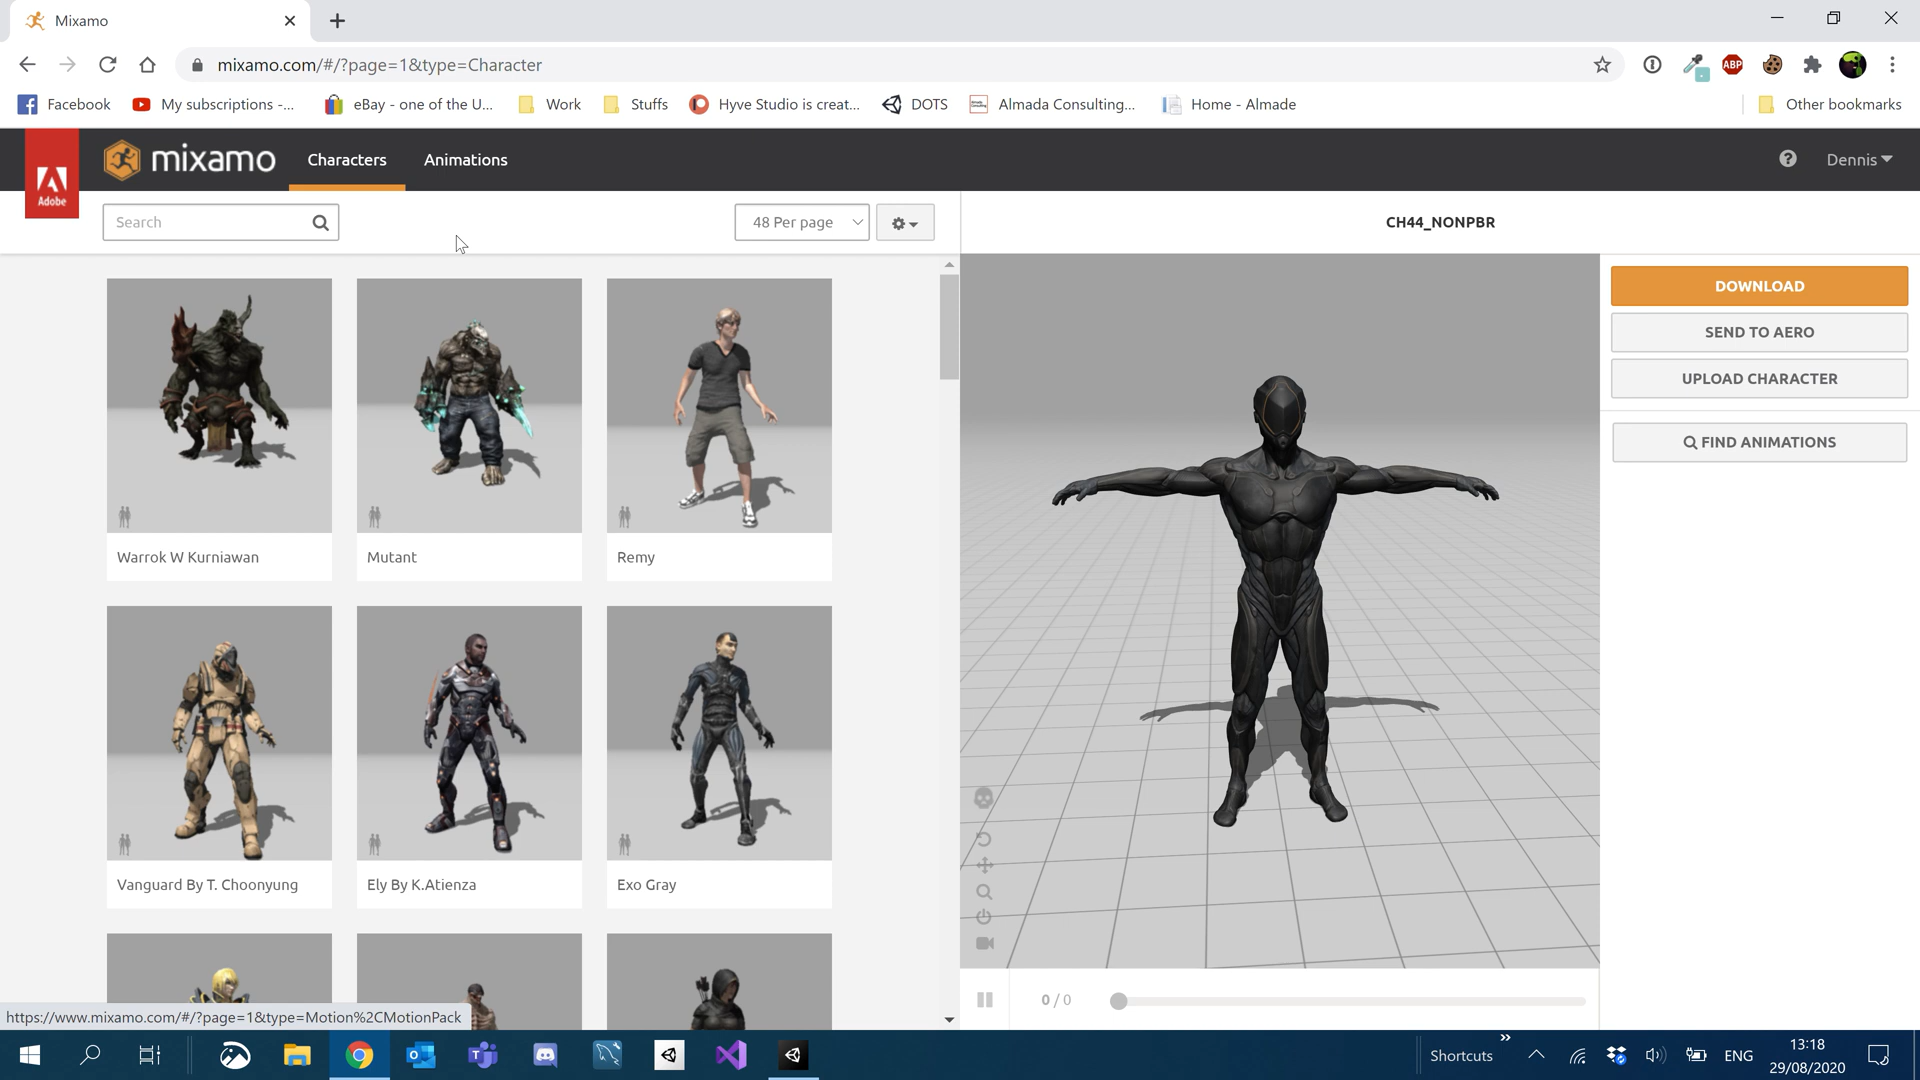 Mixamo
mixamo.com/#/?page=1&type=Character
ABP
Facebook
My subscriptions -...
eBay - one of the U...
Work
Stuffs
Hyve Studio is creat...
DOTS
Almada Consulting...
Home - Almade
Other bookmarks
Adobe
mixamo
Characters
Animations
Dennis
Search
48 Per page
CH44_NONPBR
DOWNLOAD
SEND TO AERO
UPLOAD CHARACTER
FIND ANIMATIONS
Warrok W Kurniawan
Mutant
Remy
Vanguard By T. Choonyung
Ely By K.Atienza
Exo Gray
0 / 0
https://www.mixamo.com/#/?page=1&type=Motion%2CMotionPack
Shortcuts
ENG
13:18
29/08/2020